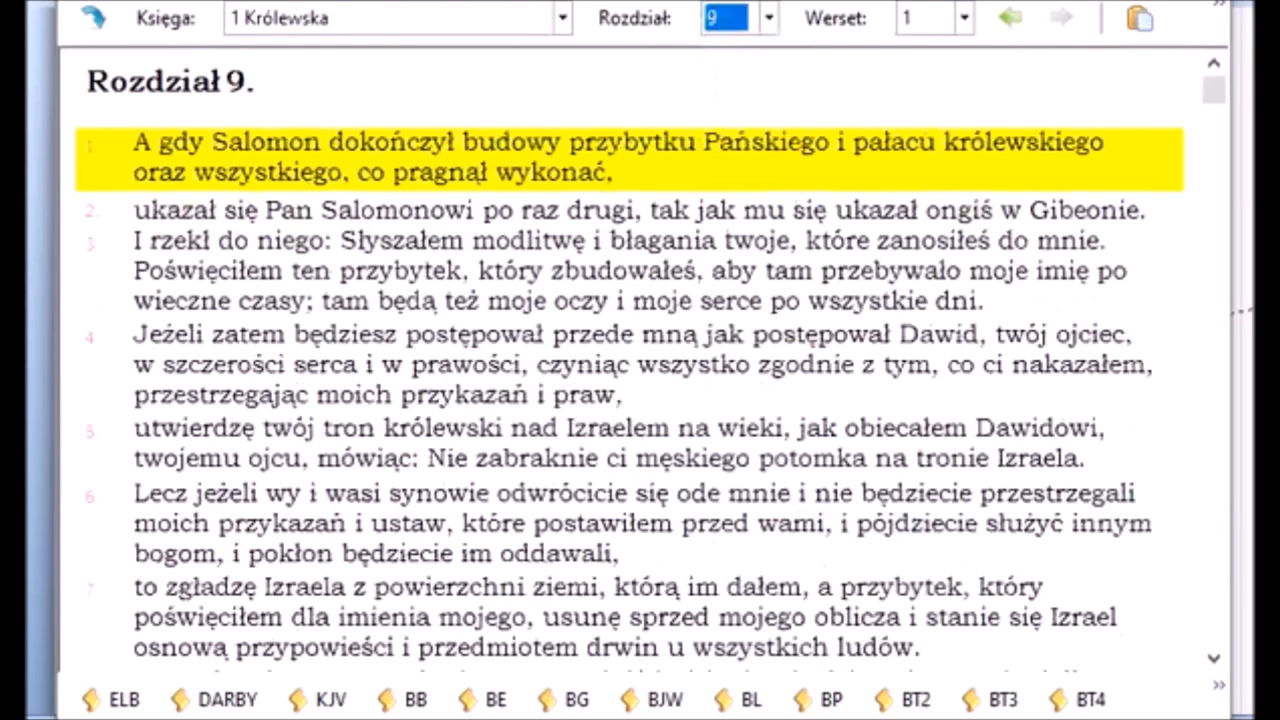 Księga: 1 Królewska Rozdział: 9 Werset: 1
Rozdział 9.
1 A gdy Salomon dokończył budowy przybytku Pańskiego i pałacu królewskiego
oraz wszystkiego, co pragnął wykonać,
2 ukazał się Pan Salomonowi po raz drugi, tak jak mu się ukazał ongiś w Gibeonie.
3 I rzekł do niego: Słyszałem modlitwę i błagania twoje, które zanosiłeś do mnie.
Poświęciłem ten przybytek, który zbudowałeś, aby tam przebywało moje imię po
wieczne czasy; tam będą też moje oczy i moje serce po wszystkie dni.
4 Jeżeli zatem będziesz postępował przede mną jak postępował Dawid, twój ojciec,
w szczerości serca i w prawości, czyniąc wszystko zgodnie z tym, co ci nakazałem,
przestrzegając moich przykazań i praw,
5 utwierdzę twój tron królewski nad Izraelem na wieki, jak obiecałem Dawidowi,
twojemu ojcu, mówiąc: Nie zabraknie ci męskiego potomka na tronie Izraela.
6 Lecz jeżeli wy i wasi synowie odwrócicie się ode mnie i nie będziecie przestrzegali
moich przykazań i ustaw, które postawiłem przed wami, i pójdziecie służyć innym
bogom, i pokłon będziecie im oddawali,
7 to zgładzę Izraela z powierzchni ziemi, którą im dałem, a przybytek, który
poświęciłem dla imienia mojego, usunę sprzed mojego oblicza i stanie się Izrael
osnową przypowieści i przedmiotem drwin u wszystkich ludów.
ELB DARBY KJV BB BE BG BJW BL BP BT2 BT3 BT4